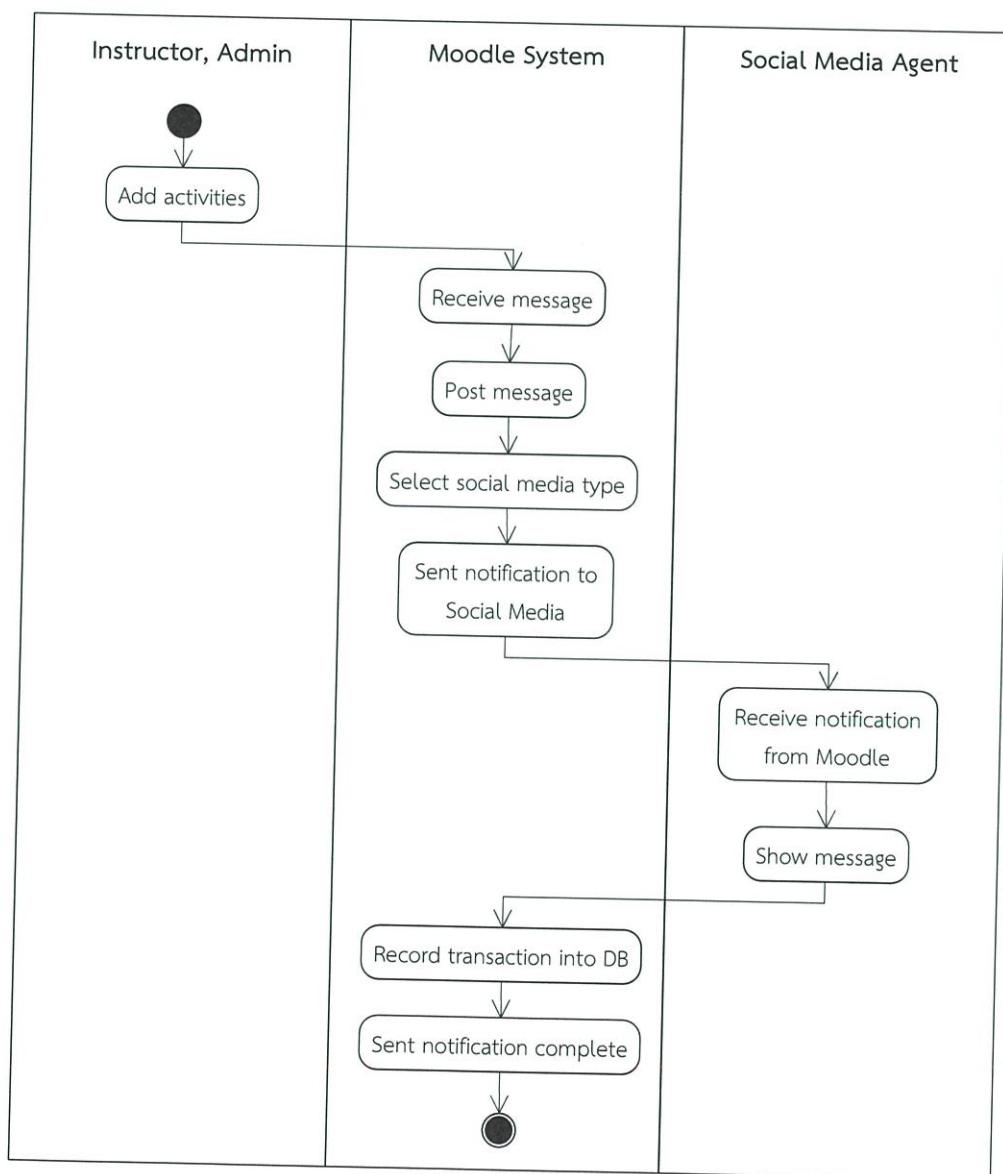 Instructor, Admin
Moodle System
Social Media Agent
Add activities
Receive message
Post message
Select social media type
Sent notification to
Social Media
Receive notification
from Moodle
Show message
Record transaction into DB
Sent notification complete